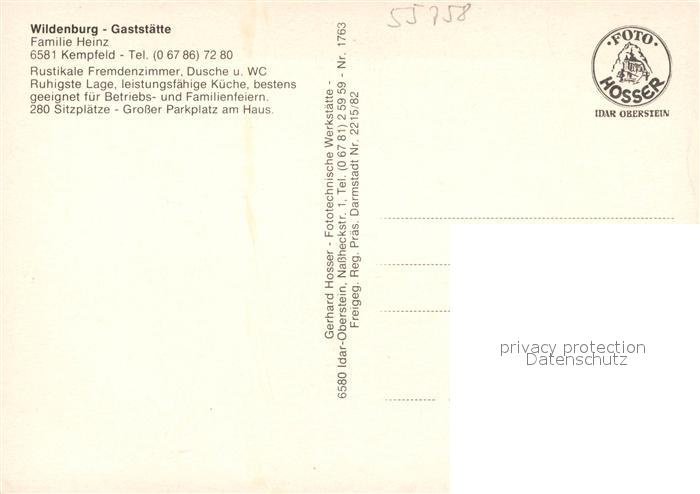 Wildenburg - Gaststätte
Familie Heinz
6581 Kempfeld - Tel. (0 67 86) 72 80
Rustikale Fremdenzimmer, Dusche u. WC
Ruhigste Lage, leistungsfähige Küche, bestens
geeignet für Betriebs- und Familienfeiern.
280 Sitzplätze - Großer Parkplatz am Haus.
Gerhard Hosser - Fototechnische Werkstätte -
6580 Idar-Oberstein, Naßheckstr. 1, Tel. (0 67 81) 2 59 59 - Nr. 1763
Freigeg. Reg. Präs. Darmstadt Nr. 2215/82
55758
·FOTO·
HOSSER
IDAR OBERSTEIN
privacy protection
Datenschutz